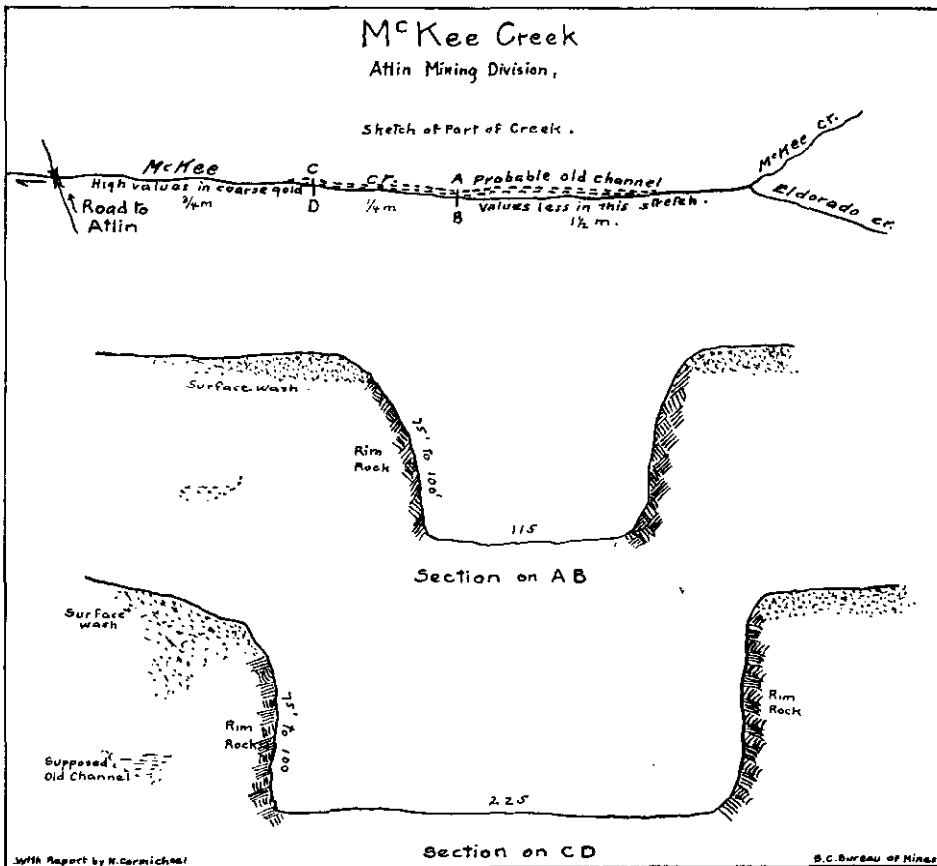 McKee Creek
Atlin Mining Division,
Sketch of Part of Creek.
McKee cr.
Eldorado cr.
McKee cr.
C
A Probable old channel
High values in coarse gold
3/4 m
D
1/4 m
B
Values less in this stretch.
1 1/2 m.
Road to
Atlin
Surface wash
Rim
Rock
75' To 100'
115
Section on AB
Surface
wash
Rim
Rock
75' To 100
Rim
Rock
Supposed
Old Channel
225
Section on CD
With Report by H. Carmichael
B.C. Bureau of Mines